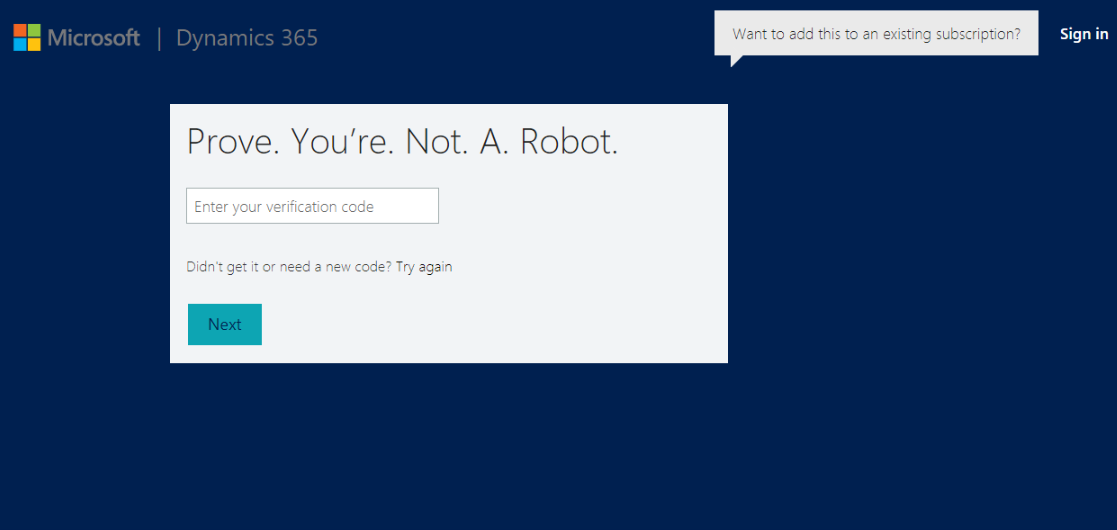 Microsoft | Dynamics 365
Want to add this to an existing subscription?
Sign in
Prove. You’re. Not. A. Robot.
Enter your verification code
Didn't get it or need a new code? Try again
Next